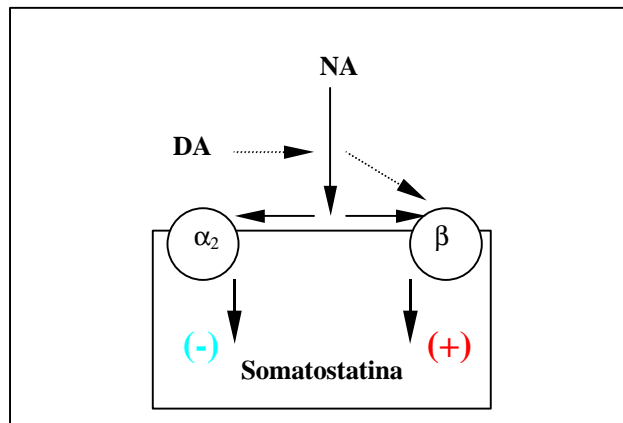 NA
DA
α2 β
(-) (+)
Somatostatina